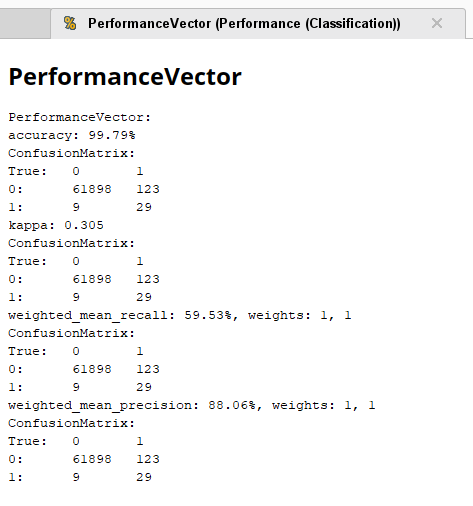 PerformanceVector (Performance (Classification))
PerformanceVector
PerformanceVector:
accuracy: 99.79%
ConfusionMatrix:
True: 0 1
0: 61898 123
1: 9 29
kappa: 0.305
ConfusionMatrix:
True: 0 1
0: 61898 123
1: 9 29
weighted_mean_recall: 59.53%, weights: 1, 1
ConfusionMatrix:
True: 0 1
0: 61898 123
1: 9 29
weighted_mean_precision: 88.06%, weights: 1, 1
ConfusionMatrix:
True: 0 1
0: 61898 123
1: 9 29